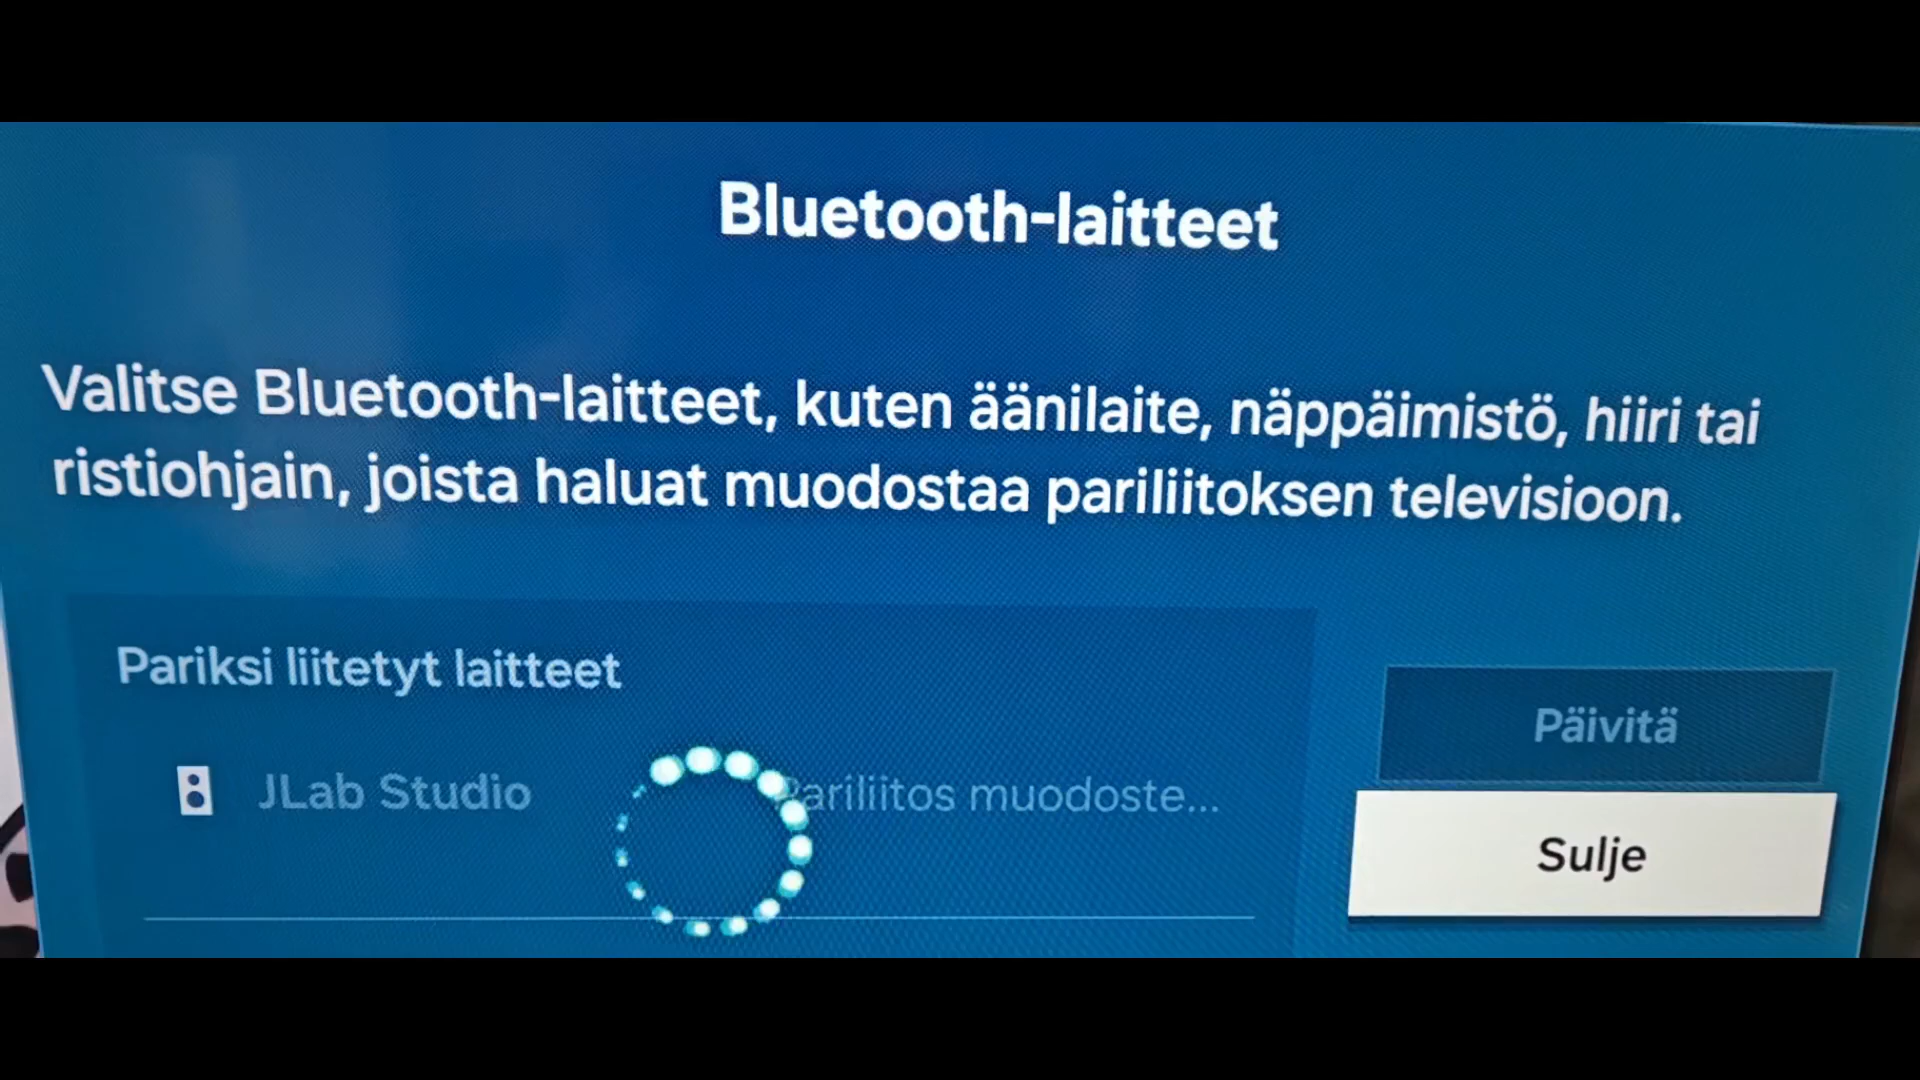 Bluetooth-laitteet
Valitse Bluetooth-laitteet, kuten äänilaite, näppäimistö, hiiri tai
ristiohjain, joista haluat muodostaa pariliitoksen televisioon.
Pariksi liitetyt laitteet
JLab Studio Pariliitos muodoste...
Päivitä
Sulje